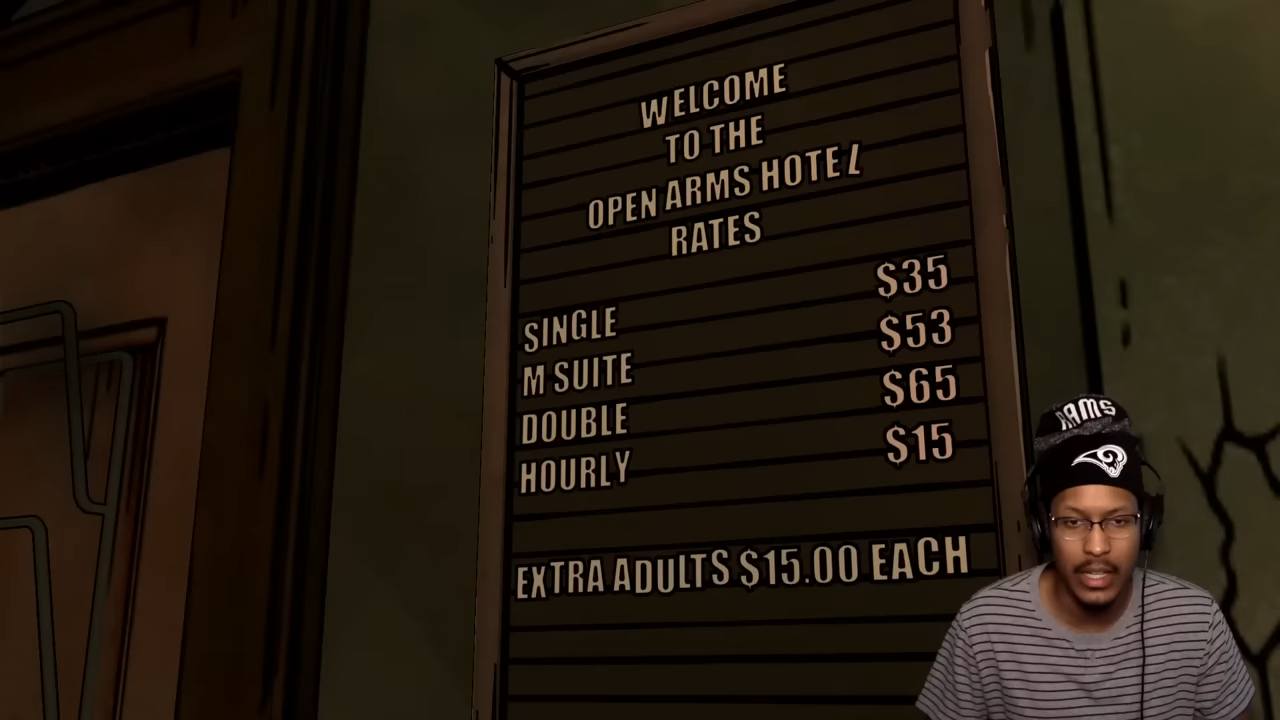 WELCOME
TO THE
OPEN ARMS HOTEL
RATES
SINGLE $35
M SUITE $53
DOUBLE $65
HOURLY $15
EXTRA ADULTS $15.00 EACH
RAMS